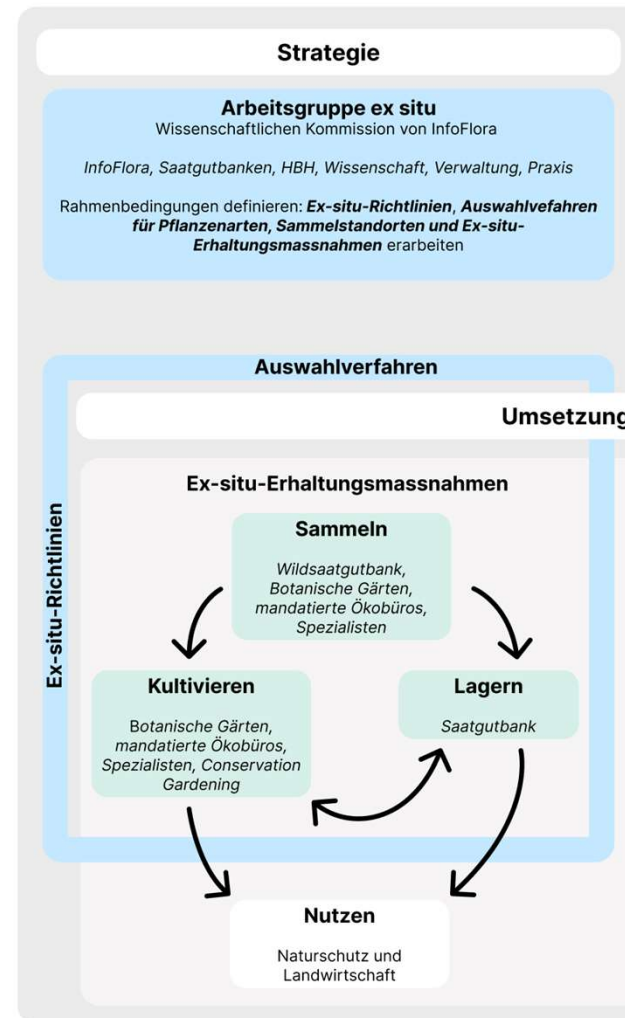 Strategie
Arbeitsgruppe ex situ
Wissenschaftlichen Kommission von InfoFlora
InfoFlora, Saatgutbanken, HBH, Wissenschaft, Verwaltung, Praxis
Rahmenbedingungen definieren: Ex-situ-Richtlinien, Auswahlvefahren
für Pflanzenarten, Sammelstandorten und Ex-situ-
Erhaltungsmassnahmen erarbeiten
Auswahlverfahren
Umsetzung
Ex-situ-Richtlinien
Ex-situ-Erhaltungsmassnahmen
Sammeln
Wildsaatgutbank,
Botanische Gärten,
mandatierte Ökobüros,
Spezialisten
Kultivieren
Botanische Gärten,
mandatierte Ökobüros,
Spezialisten, Conservation
Gardening
Lagern
Saatgutbank
Nutzen
Naturschutz und
Landwirtschaft